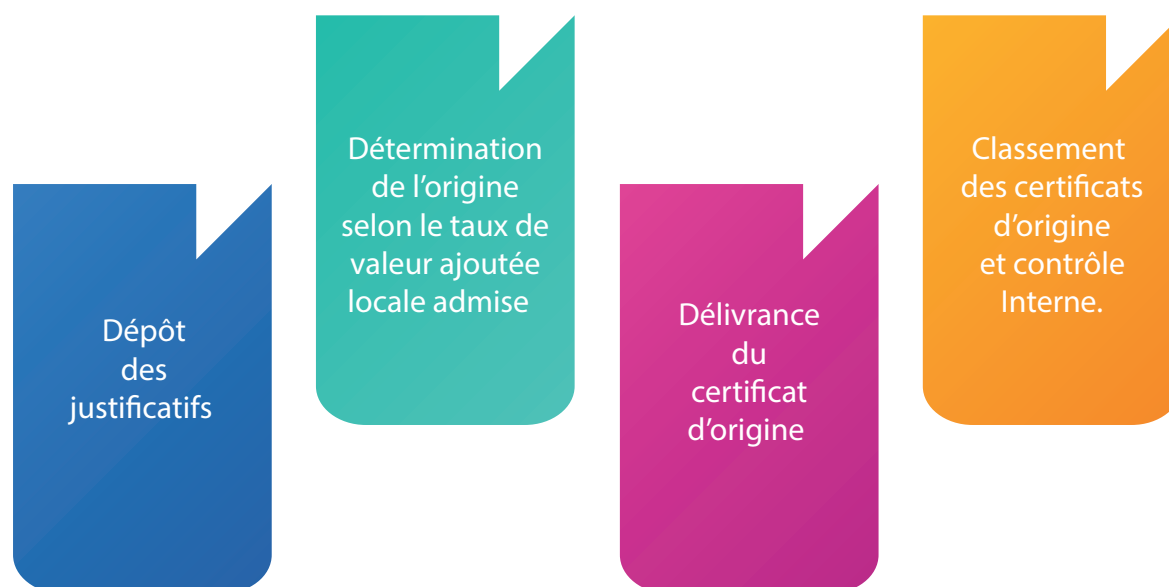 Dépôt
des
justificatifs
Détermination
de l’origine
selon le taux de
valeur ajoutée
locale admise
Délivrance
du
certificat
d’origine
Classement
des certificats
d’origine
et contrôle
Interne.